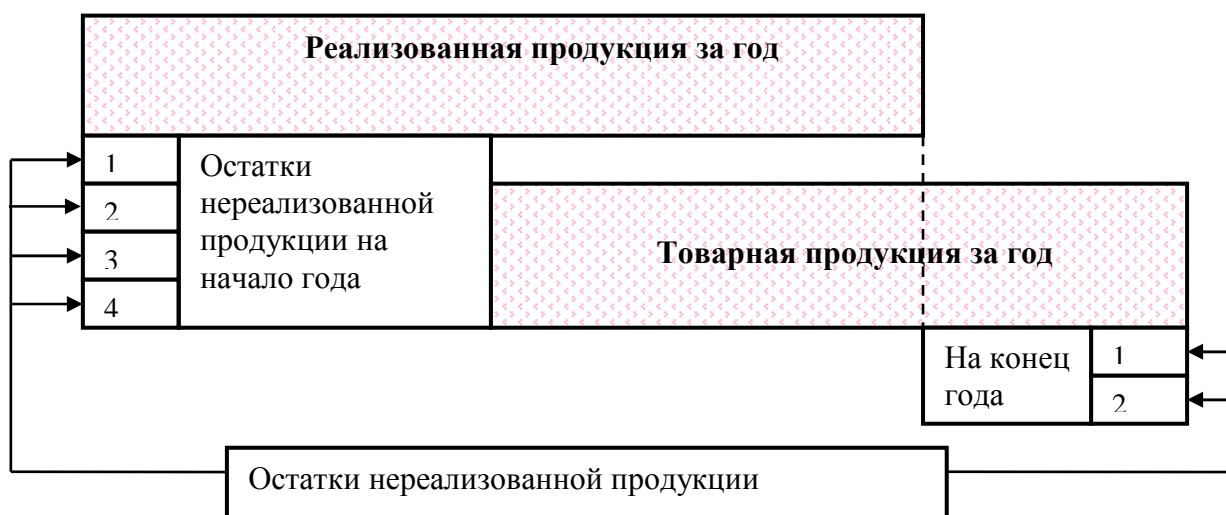 Реализованная продукция за год
1
Остатки
нереализованной
продукции на
начало года
2
3
4
Товарная продукция за год
На конец
года
1
2
Остатки нереализованной продукции